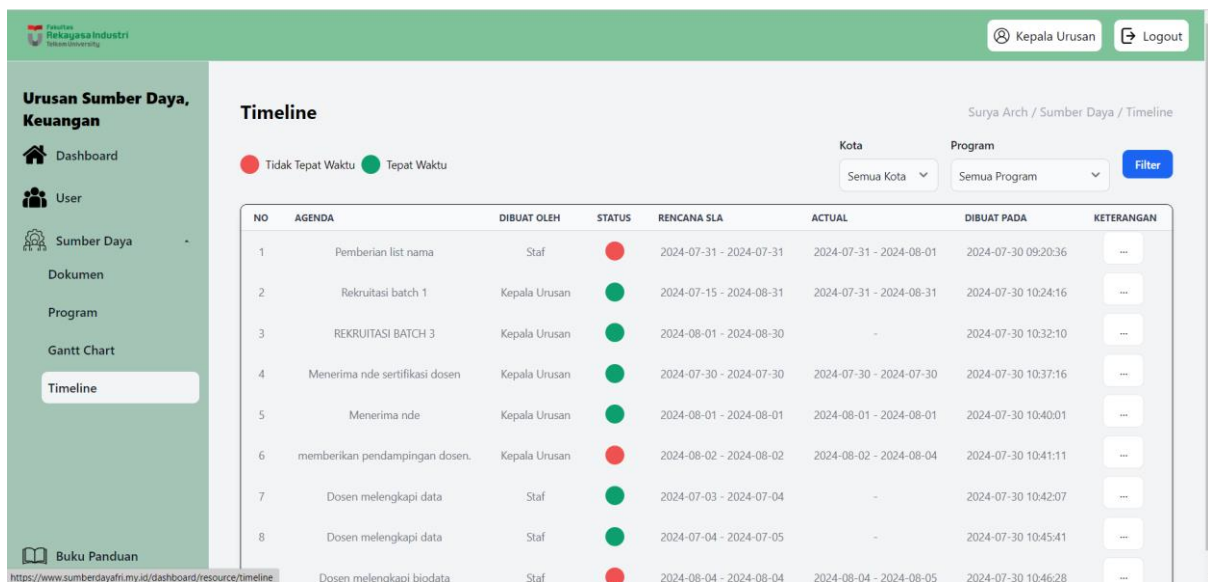 Fakultas
Rekayasa Industri
Telkom University
Kepala Urusan
Logout
Urusan Sumber Daya,
Keuangan
Dashboard
User
Sumber Daya
Dokumen
Program
Gantt Chart
Timeline
Buku Panduan
https://www.sumberdayafri.my.id/dashboard/resource/timeline
Timeline
Surya Arch / Sumber Daya / Timeline
Tidak Tepat Waktu Tepat Waktu
Kota Program
Semua Kota Semua Program Filter
NO AGENDA DIBUAT OLEH STATUS RENCANA SLA ACTUAL DIBUAT PADA KETERANGAN
1 Pemberian list nama Staf 2024-07-31 - 2024-07-31 2024-07-31 - 2024-08-01 2024-07-30 09:20:36 ...
2 Rekruitasi batch 1 Kepala Urusan 2024-07-15 - 2024-08-31 2024-07-31 - 2024-08-31 2024-07-30 10:24:16 ...
3 REKRUITASI BATCH 3 Kepala Urusan 2024-08-01 - 2024-08-30 - 2024-07-30 10:32:10 ...
4 Menerima nde sertifikasi dosen Kepala Urusan 2024-07-30 - 2024-07-30 2024-07-30 - 2024-07-30 2024-07-30 10:37:16 ...
5 Menerima nde Kepala Urusan 2024-08-01 - 2024-08-01 2024-08-01 - 2024-08-01 2024-07-30 10:40:01 ...
6 memberikan pendampingan dosen. Kepala Urusan 2024-08-02 - 2024-08-02 2024-08-02 - 2024-08-04 2024-07-30 10:41:11 ...
7 Dosen melengkapi data Staf 2024-07-03 - 2024-07-04 - 2024-07-30 10:42:07 ...
8 Dosen melengkapi data Staf 2024-07-04 - 2024-07-05 - 2024-07-30 10:45:41 ...
Dosen melengkapi biodata Staf 2024-08-04 - 2024-08-04 2024-08-04 - 2024-08-05 2024-07-30 10:46:28 ...